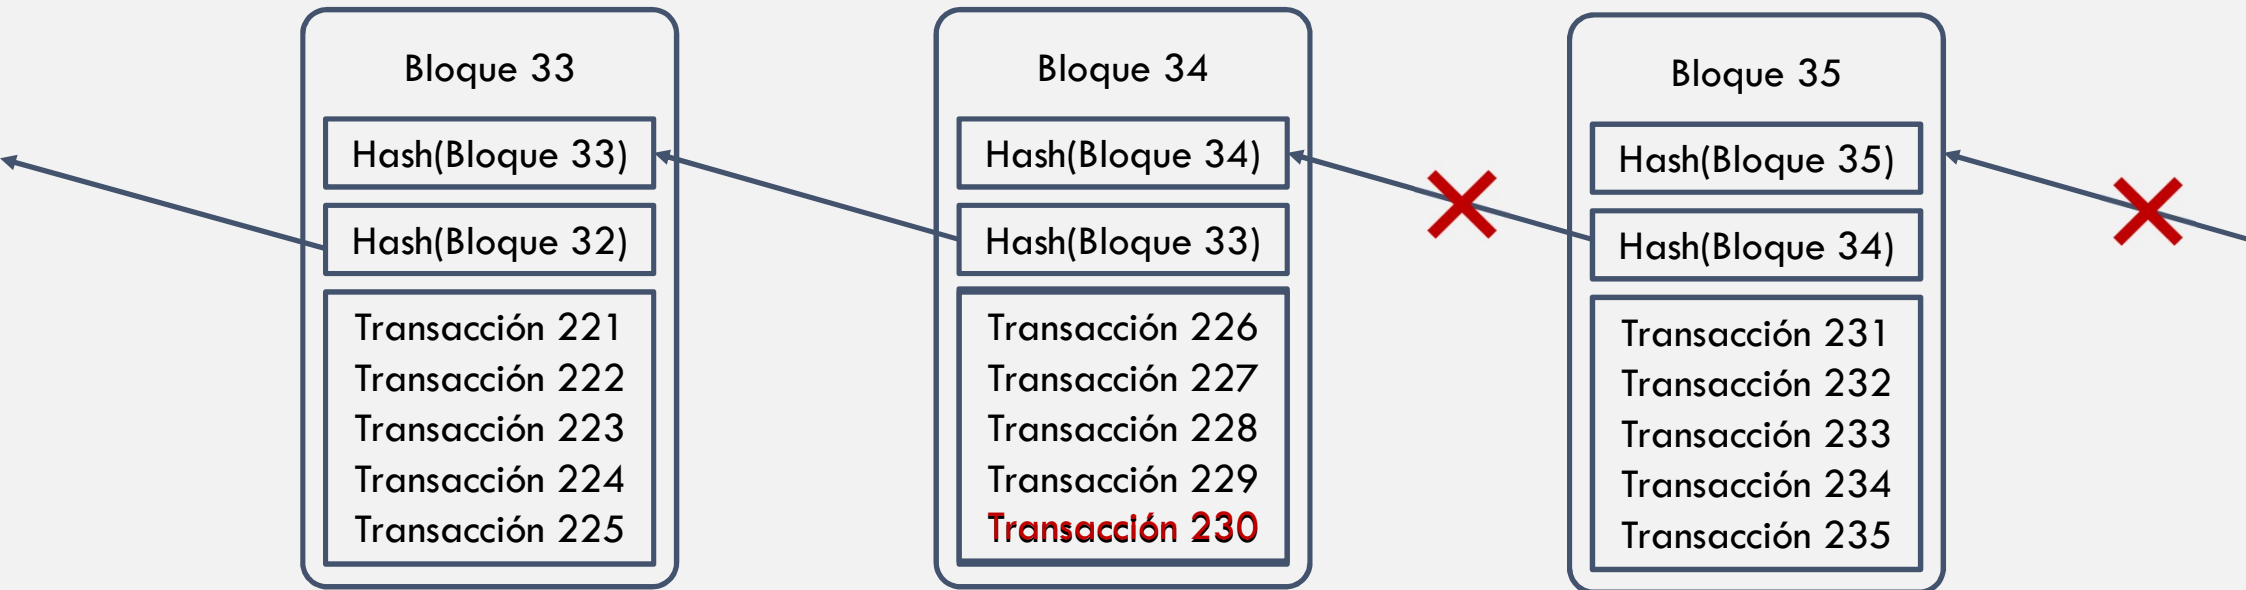 Bloque 33
Hash(Bloque 33)
Hash(Bloque 32)
Transacción 221
Transacción 222
Transacción 223
Transacción 224
Transacción 225
Bloque 34
Hash(Bloque 34)
Hash(Bloque 33)
Transacción 226
Transacción 227
Transacción 228
Transacción 229
Transacción 230
Bloque 35
Hash(Bloque 35)
Hash(Bloque 34)
Transacción 231
Transacción 232
Transacción 233
Transacción 234
Transacción 235